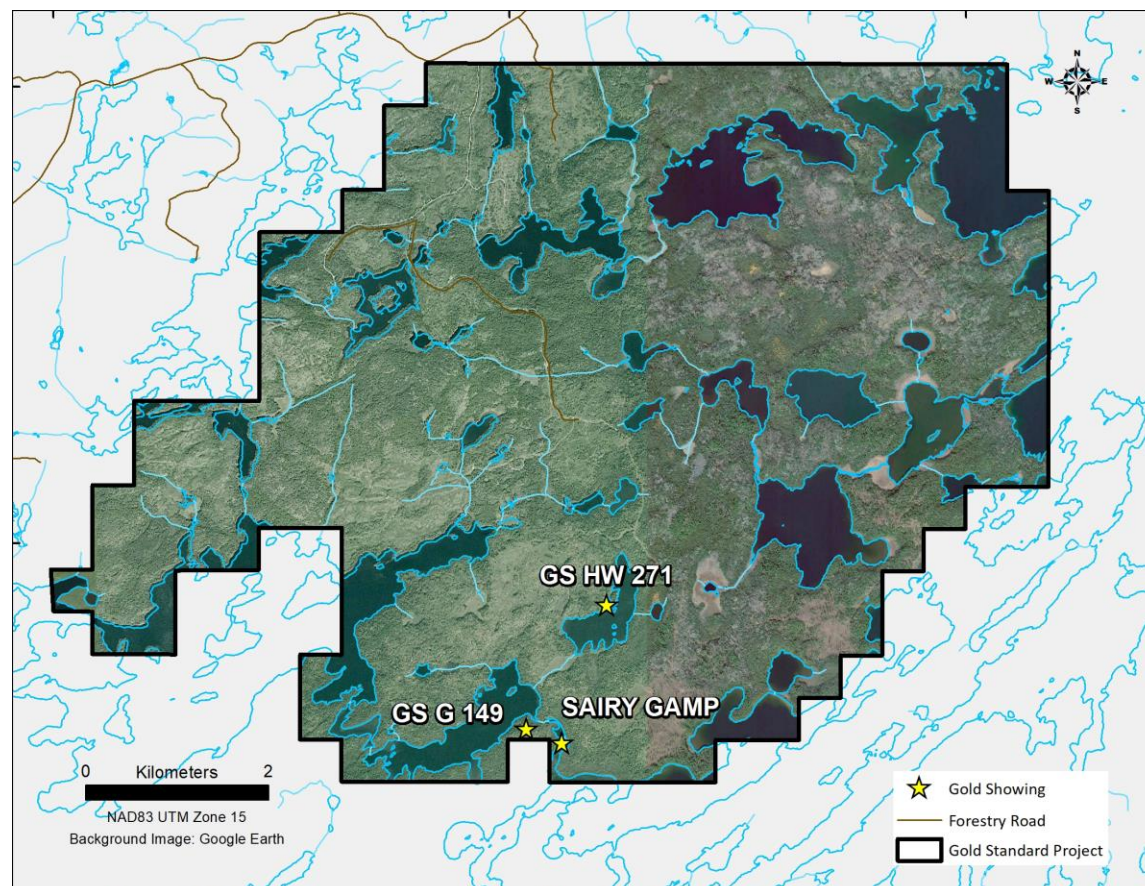 N
W E
S
GS HW 271
GS G 149
SAIRY GAMP
0 Kilometers 2
NAD83 UTM Zone 15
Background Image: Google Earth
Gold Showing
Forestry Road
Gold Standard Project